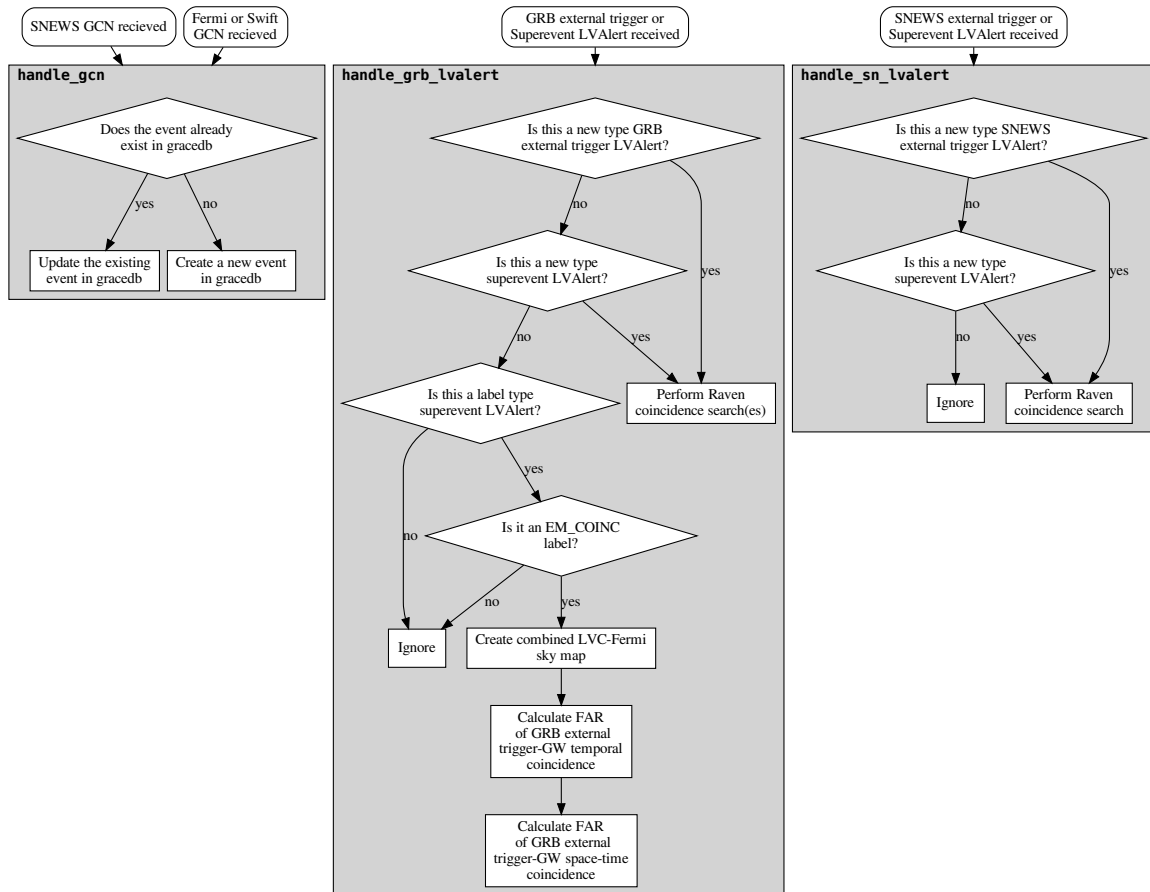 SNEWS GCN recieved
Fermi or Swift
GCN recieved
handle_gcn
Does the event already
exist in gracedb
yes
no
Update the existing
event in gracedb
Create a new event
in gracedb
GRB external trigger or
Superevent LVAlert received
handle_grb_lvalert
Is this a new type GRB
external trigger LVAlert?
no
yes
Is this a new type
superevent LVAlert?
no
yes
Is this a label type
superevent LVAlert?
Perform Raven
coincidence search(es)
yes
no
Is it an EM_COINC
label?
no
yes
Ignore
Create combined LVC-Fermi
sky map
Calculate FAR
of GRB external
trigger-GW temporal
coincidence
Calculate FAR
of GRB external
trigger-GW space-time
coincidence
SNEWS external trigger or
Superevent LVAlert received
handle_sn_lvalert
Is this a new type SNEWS
external trigger LVAlert?
no
yes
Is this a new type
superevent LVAlert?
no
yes
Ignore
Perform Raven
coincidence search